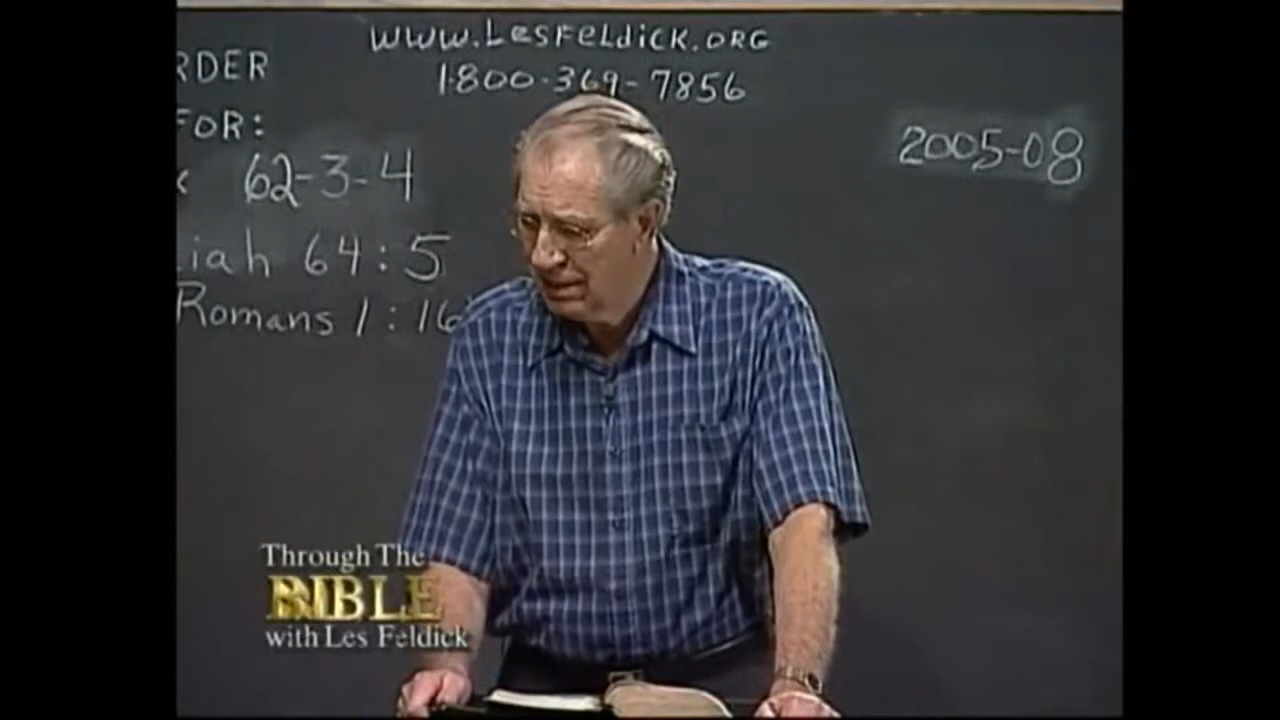 www.LesFeldick.ORG
1-800-369-7856
RDER
FOR:
K 62-3-4
iah 64:5
Romans 1:16
2005-08
Through The
BIBLE
with Les Feldick